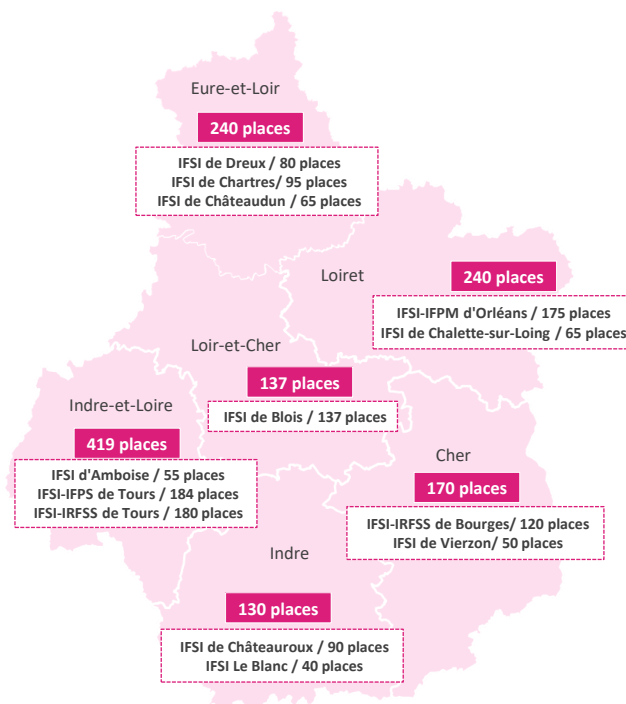 Eure-et-Loir
240 places
IFSI de Dreux / 80 places
IFSI de Chartres/ 95 places
IFSI de Châteaudun / 65 places
Loiret
240 places
IFSI-IFPM d'Orléans / 175 places
IFSI de Chalette-sur-Loing / 65 places
Loir-et-Cher
137 places
IFSI de Blois / 137 places
Indre-et-Loire
419 places
IFSI d'Amboise / 55 places
IFSI-IFPS de Tours / 184 places
IFSI-IRFSS de Tours / 180 places
Cher
170 places
IFSI-IRFSS de Bourges/ 120 places
IFSI de Vierzon/ 50 places
Indre
130 places
IFSI de Châteauroux / 90 places
IFSI Le Blanc / 40 places